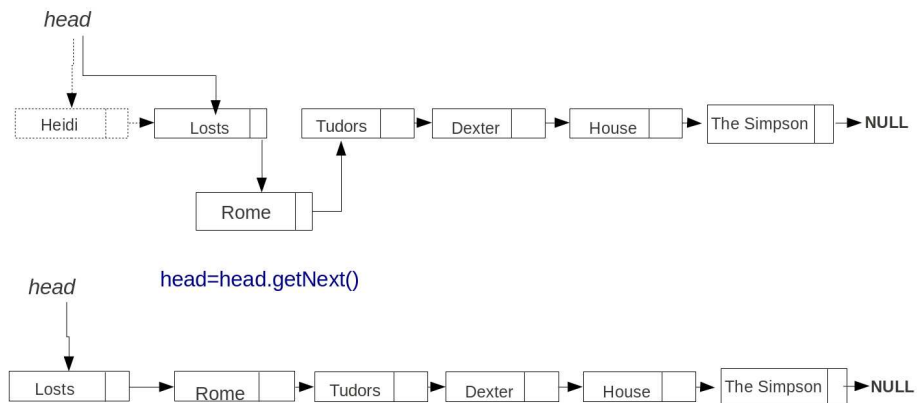 head
Heidi
Losts
Tudors
Dexter
House
The Simpson
NULL
Rome
head=head.getNext()
head
Losts
Rome
Tudors
Dexter
House
The Simpson
NULL